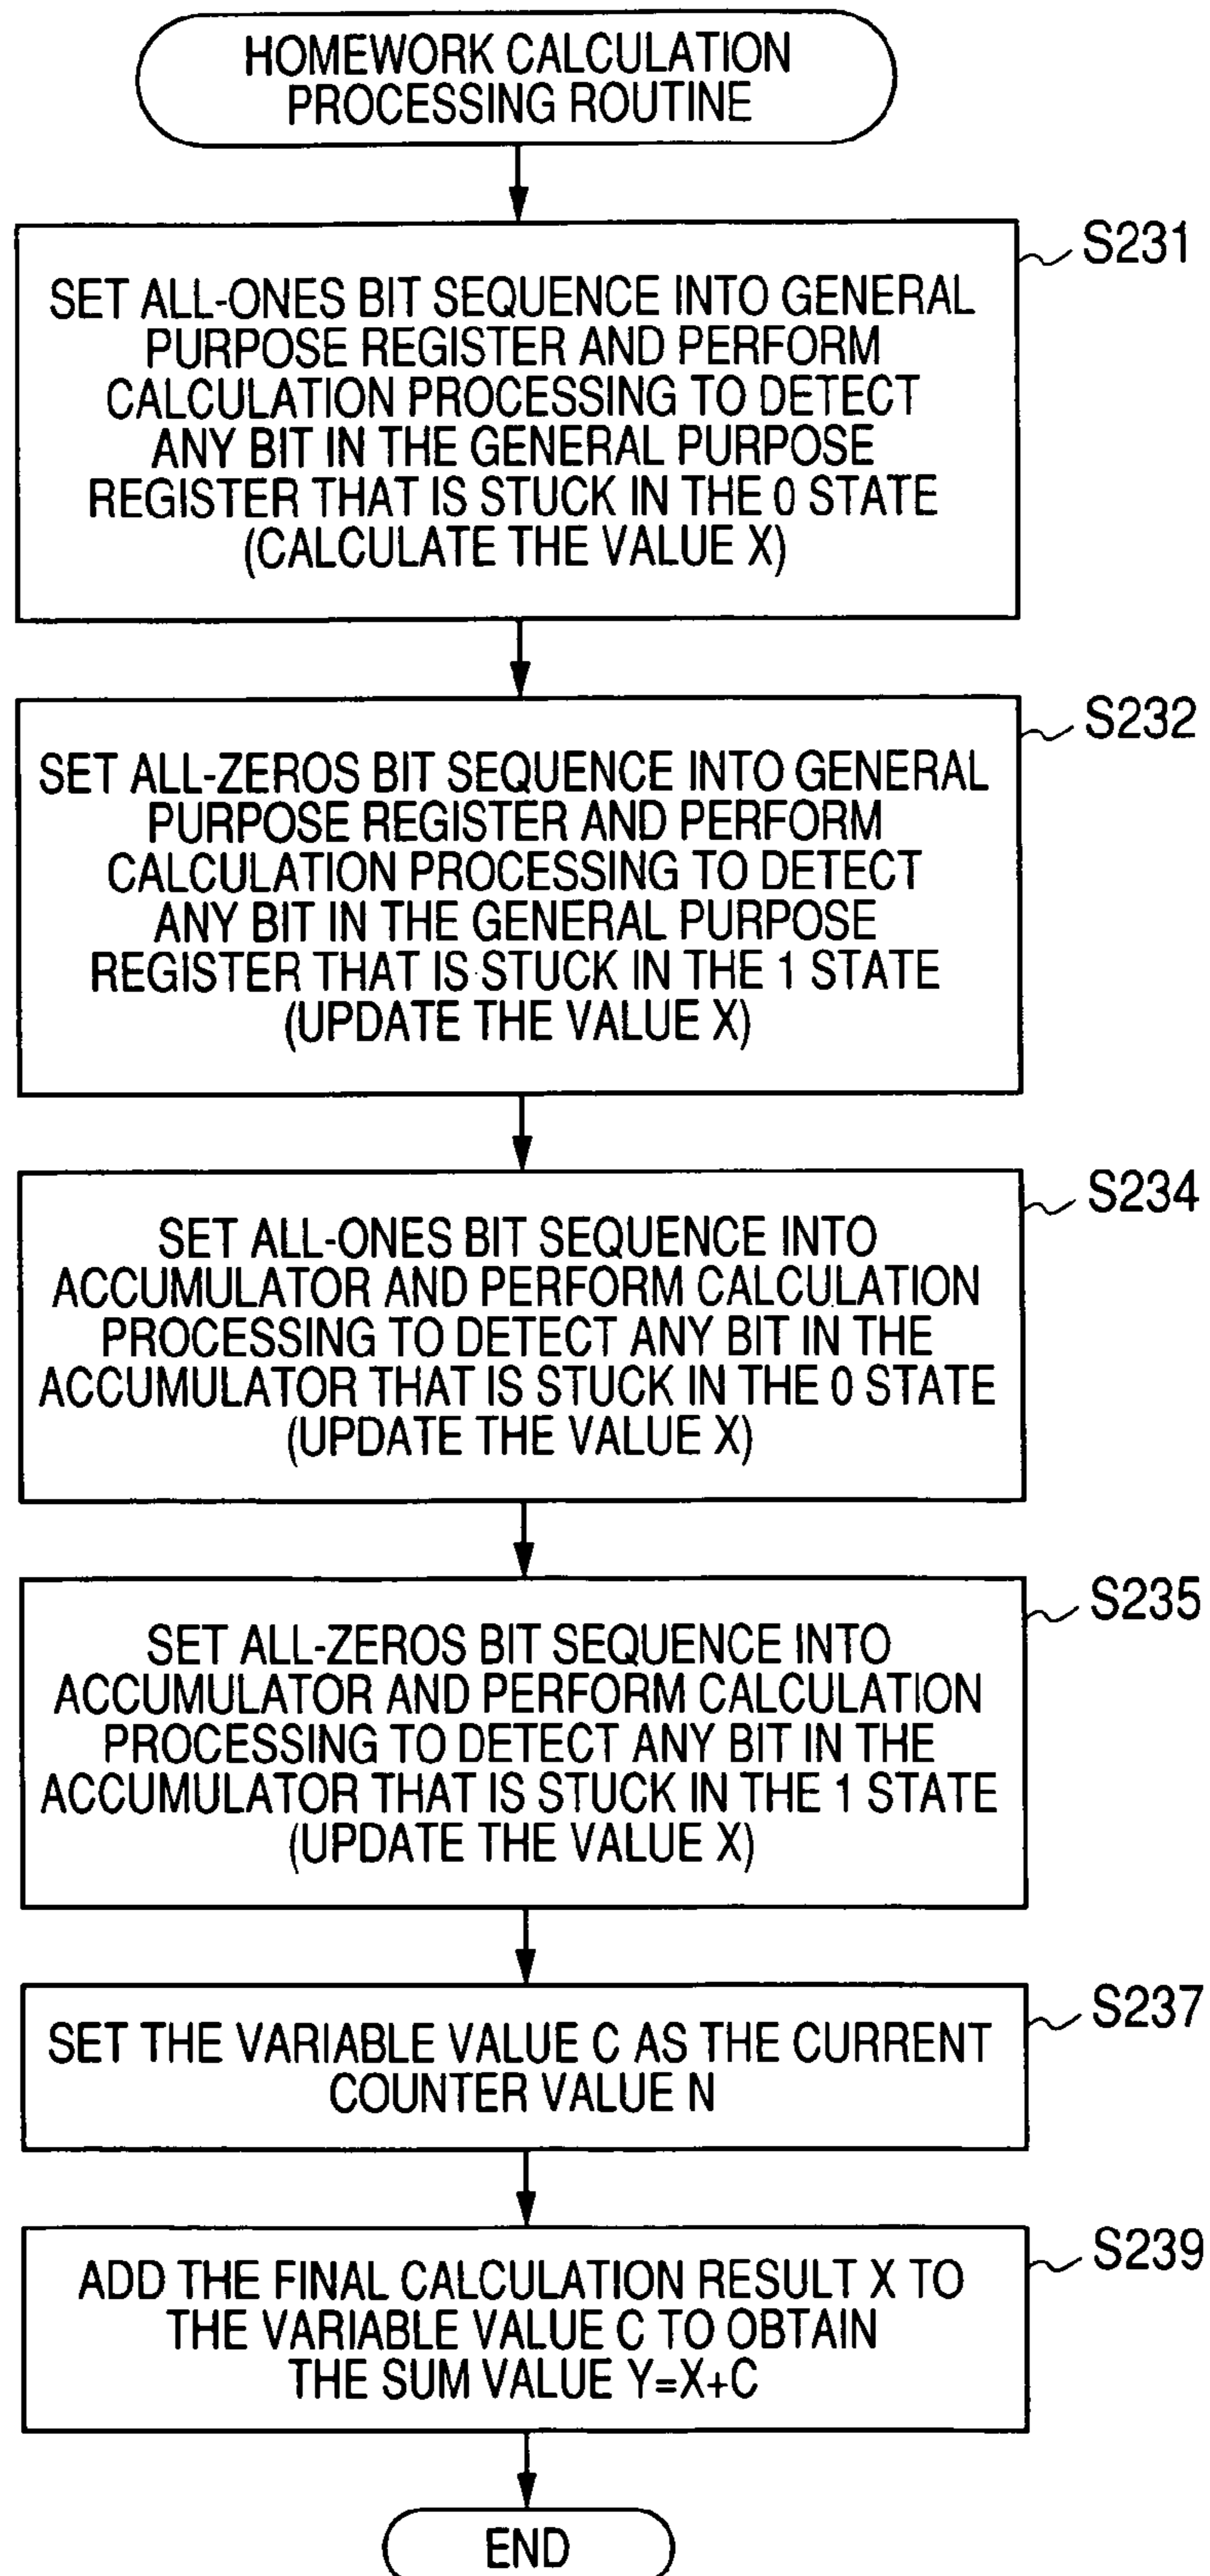 HOMEWORK CALCULATION
PROCESSING ROUTINE
S231
SET ALL-ONES BIT SEQUENCE INTO GENERAL
PURPOSE REGISTER AND PERFORM
CALCULATION PROCESSING TO DETECT
ANY BIT IN THE GENERAL PURPOSE
REGISTER THAT IS STUCK IN THE 0 STATE
(CALCULATE THE VALUE X)
S232
SET ALL-ZEROS BIT SEQUENCE INTO GENERAL
PURPOSE REGISTER AND PERFORM
CALCULATION PROCESSING TO DETECT
ANY BIT IN THE GENERAL PURPOSE
REGISTER THAT IS STUCK IN THE 1 STATE
(UPDATE THE VALUE X)
S234
SET ALL-ONES BIT SEQUENCE INTO
ACCUMULATOR AND PERFORM CALCULATION
PROCESSING TO DETECT ANY BIT IN THE
ACCUMULATOR THAT IS STUCK IN THE 0 STATE
(UPDATE THE VALUE X)
S235
SET ALL-ZEROS BIT SEQUENCE INTO
ACCUMULATOR AND PERFORM CALCULATION
PROCESSING TO DETECT ANY BIT IN THE
ACCUMULATOR THAT IS STUCK IN THE 1 STATE
(UPDATE THE VALUE X)
S237
SET THE VARIABLE VALUE C AS THE CURRENT
COUNTER VALUE N
S239
ADD THE FINAL CALCULATION RESULT X TO
THE VARIABLE VALUE C TO OBTAIN
THE SUM VALUE Y=X+C
END